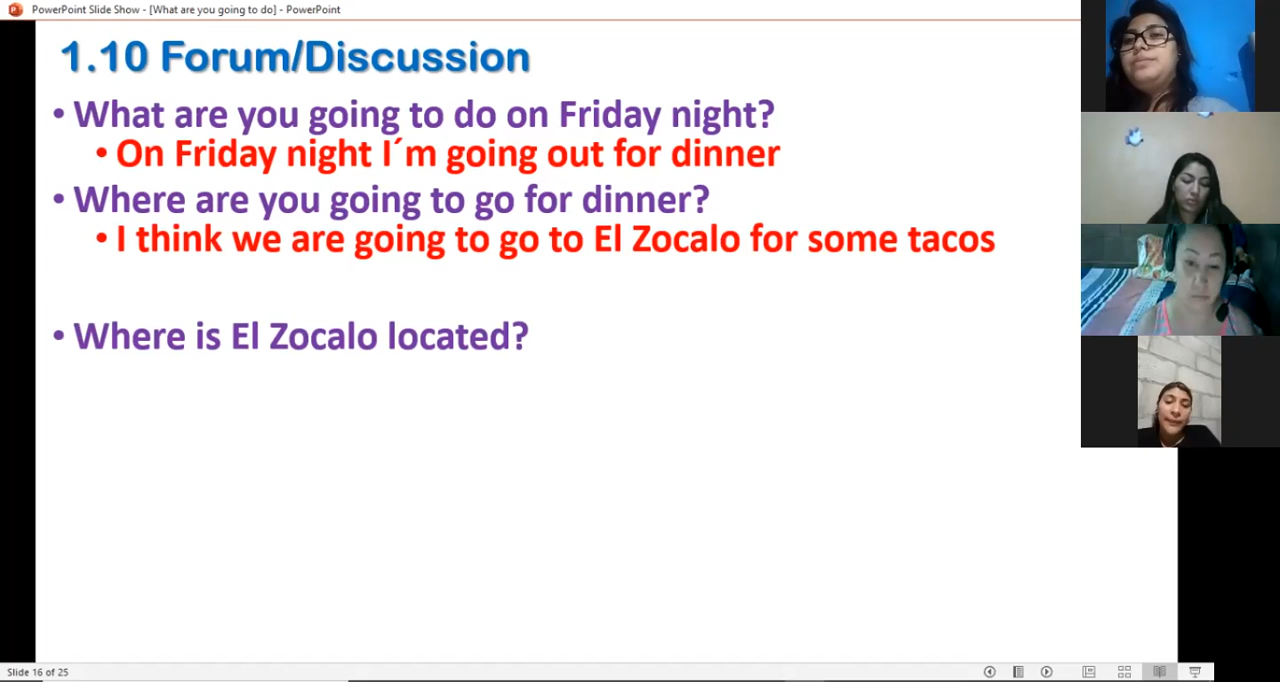 PowerPoint Slide Show - [What are you going to do] - PowerPoint
1.10 Forum/Discussion
• What are you going to do on Friday night?
• On Friday night I´m going out for dinner
• Where are you going to go for dinner?
• I think we are going to go to El Zocalo for some tacos
• Where is El Zocalo located?
Slide 16 of 25